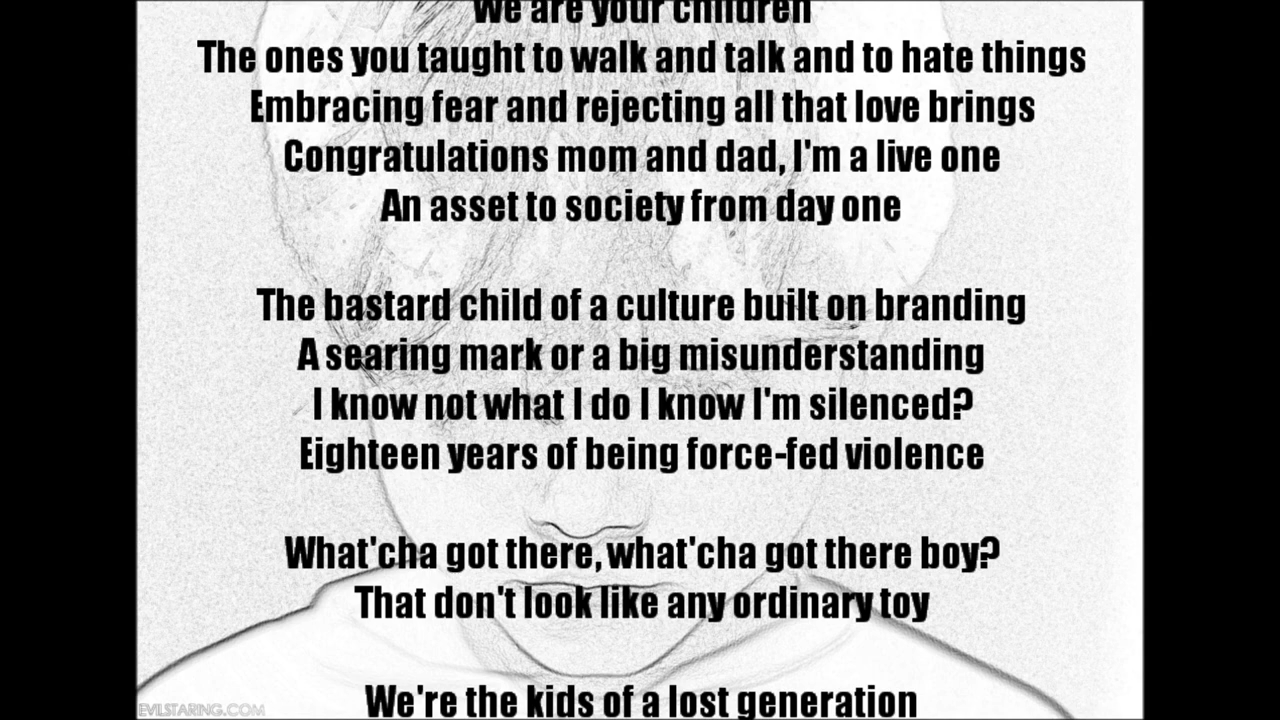 We are your children
The ones you taught to walk and talk and to hate things
Embracing fear and rejecting all that love brings
Congratulations mom and dad, I'm a live one
An asset to society from day one
The bastard child of a culture built on branding
A searing mark or a big misunderstanding
I know not what I do I know I'm silenced?
Eighteen years of being force-fed violence
What'cha got there, what'cha got there boy?
That don't look like any ordinary toy
We're the kids of a lost generation
EVILSTARING.COM